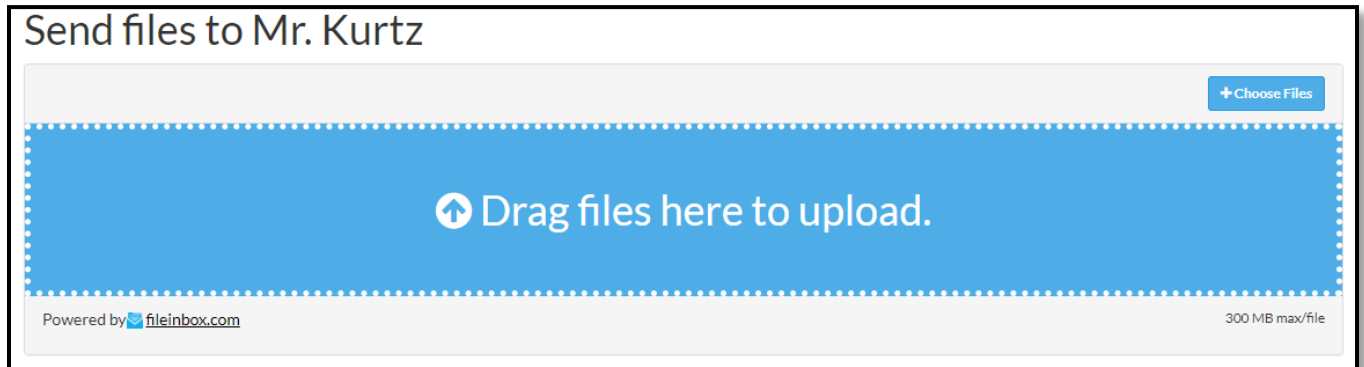 Send files to Mr. Kurtz
+ Choose Files
Drag files here to upload.
Powered by fileinbox.com
300 MB max/file